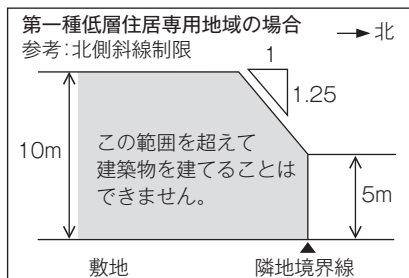 第一種低層住居専用地域の場合
→北
参考:北側斜線制限
1
1.25
10m
この範囲を超えて
建築物を建てることは
できません。
5m
敷地
隣地境界線